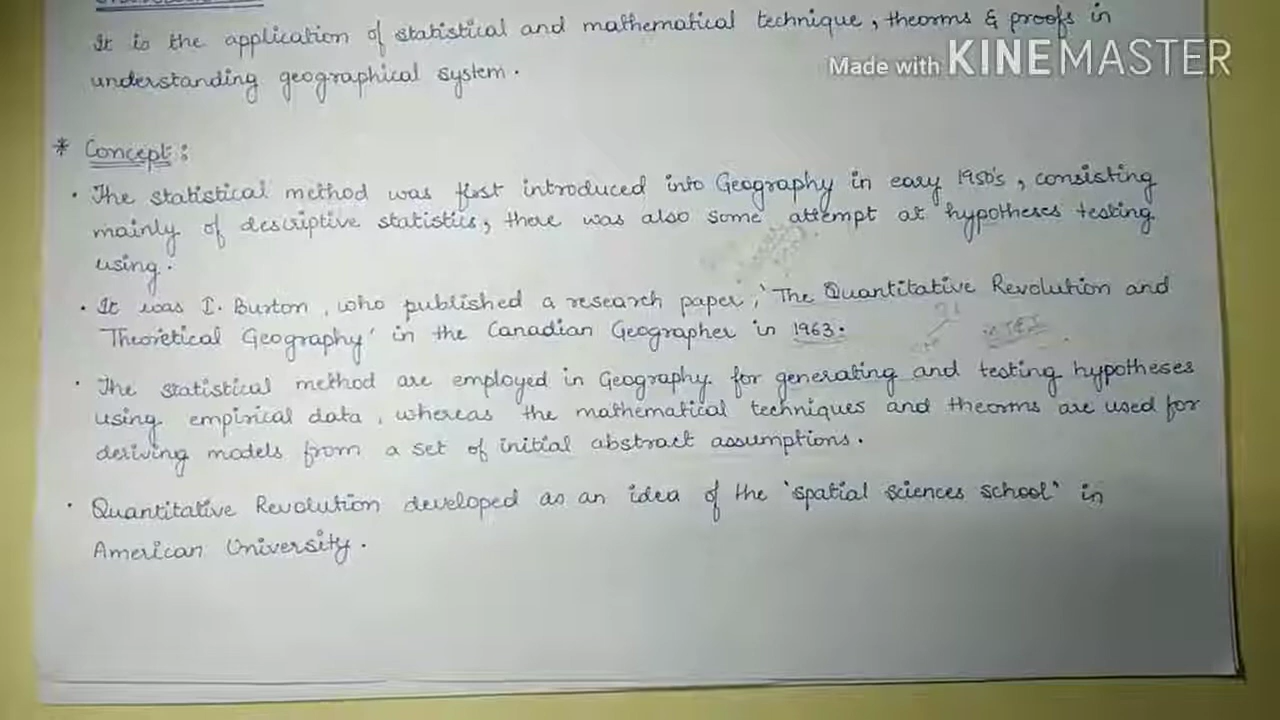 It is the application of statistical and mathematical technique, theorms & proofs in
understanding geographical system.
Made with KINEMASTER
* Concept:
· The statistical method was first introduced into Geography in eary 1950's, consisting
mainly of descriptive statistics, there was also some attempt at hypotheses testing
using.
· It was I. Burton, who published a research paper, 'The Quantitative Revolution and
Theoretical Geography' in the Canadian Geographer in 1963.
· The statistical method are employed in Geography for generating and testing hypotheses
using empirical data, whereas the mathematical techniques and theorms are used for
deriving models from a set of initial abstract assumptions.
· Quantitative Revolution developed as an idea of the 'spatial sciences school' in
American University.